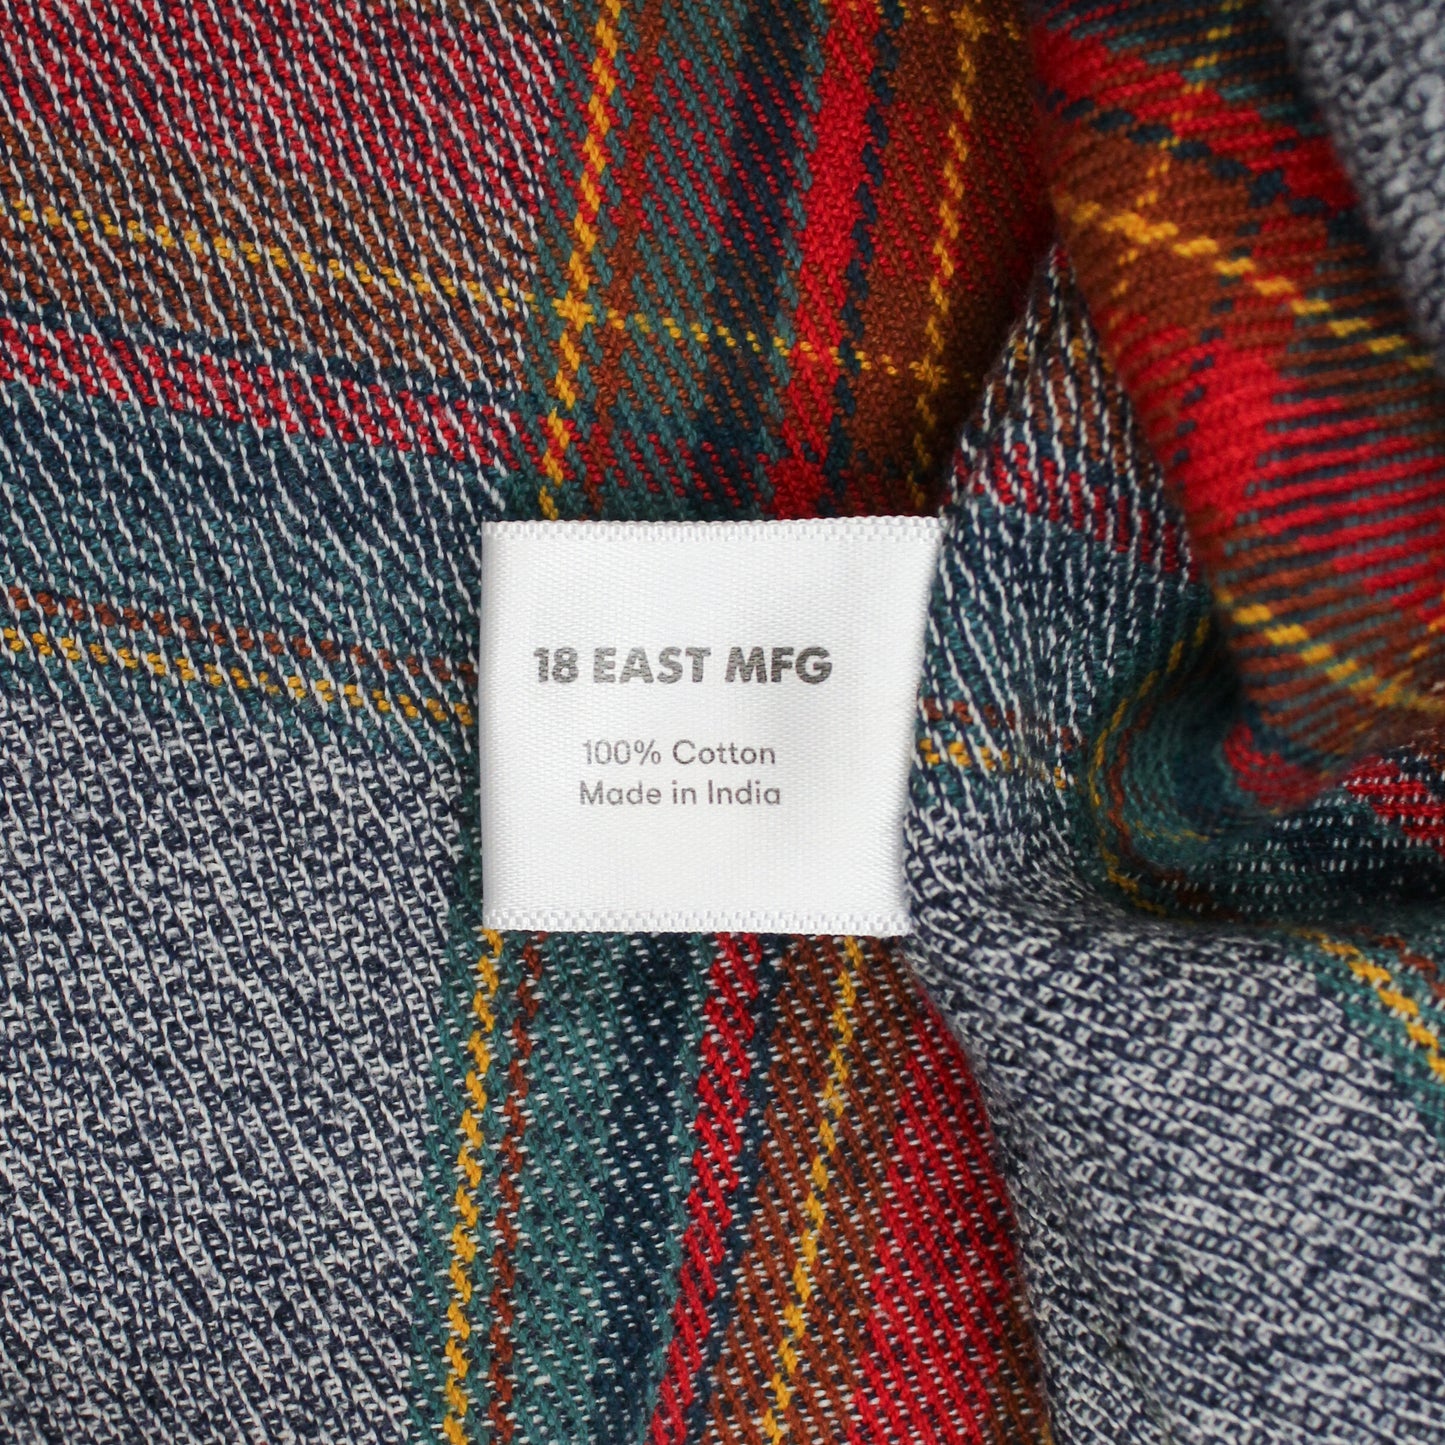 18 EAST MFG
100% Cotton
Made in India